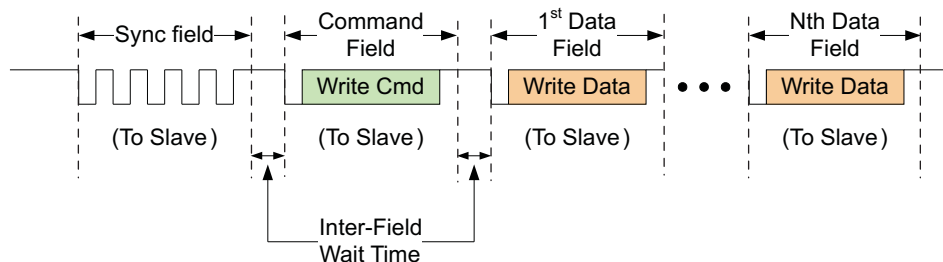 Sync field
Command
Field
1st Data
Field
Nth Data
Field
Write Cmd
Write Data
Write Data
(To Slave)
(To Slave)
(To Slave)
(To Slave)
Inter-Field
Wait Time